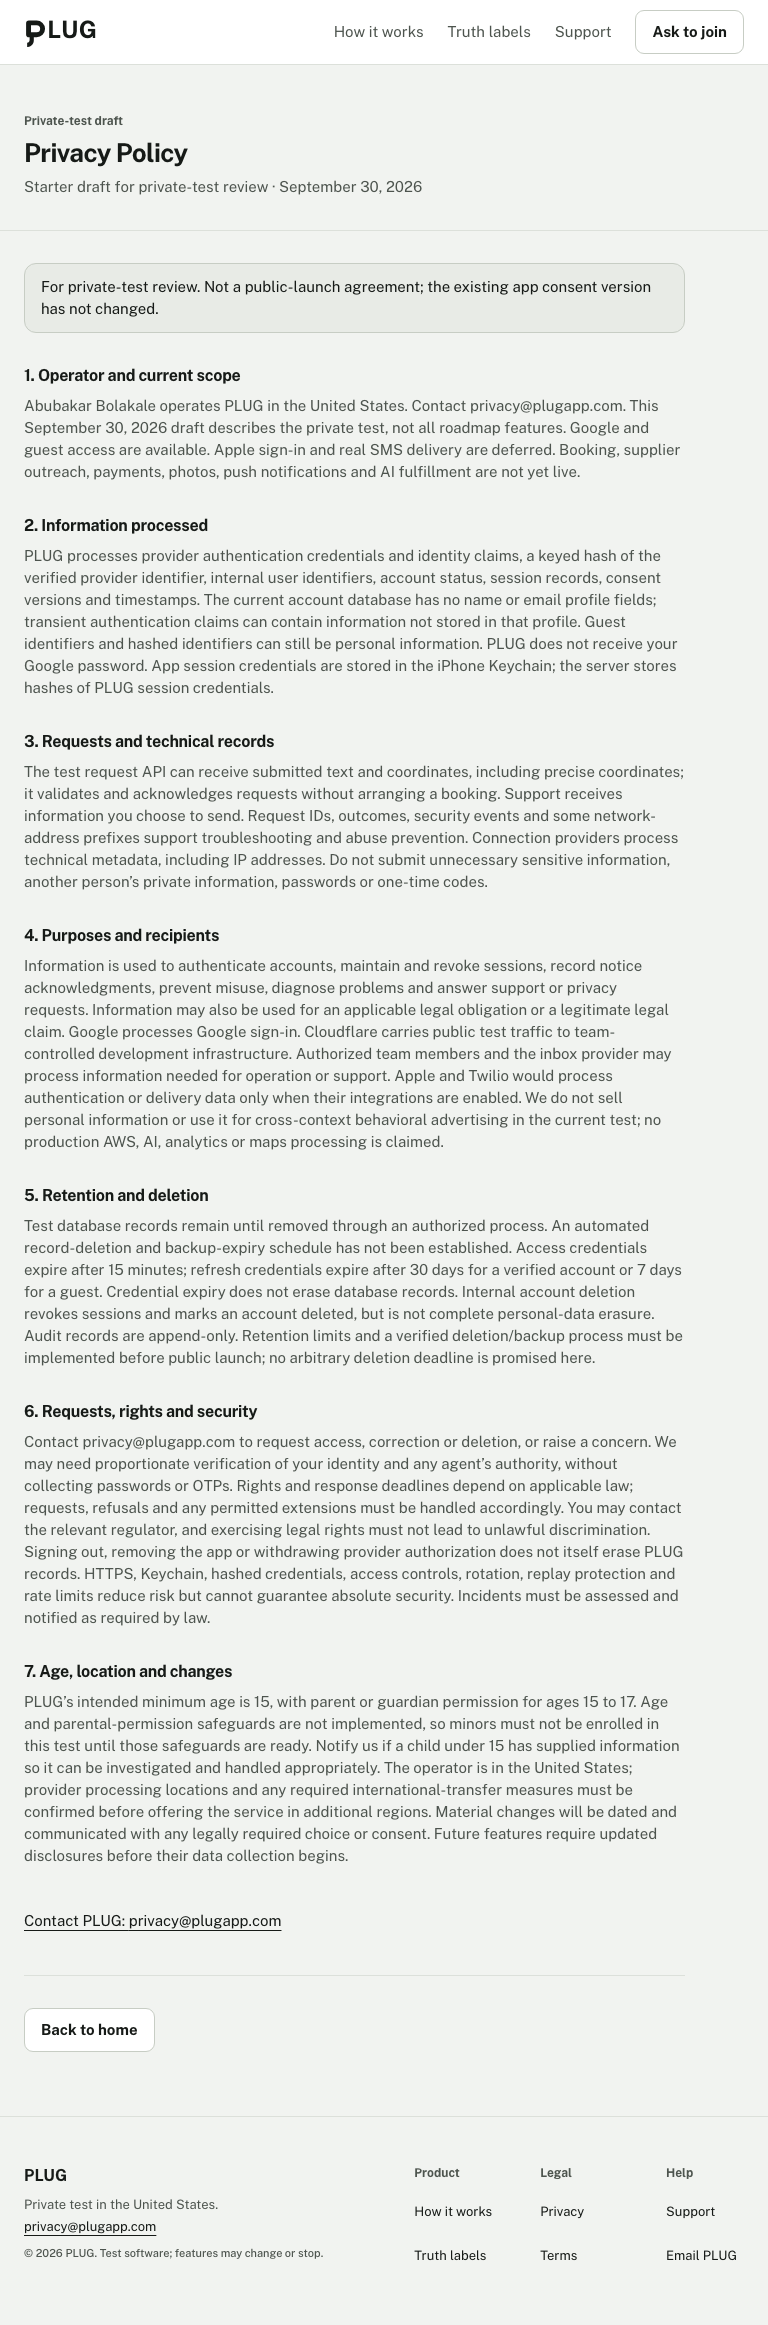 PLUG
How it works
Truth labels
Support
Ask to join
Private-test draft
Privacy Policy
Starter draft for private-test review · September 30, 2026
For private-test review. Not a public-launch agreement; the existing app consent version
has not changed.
1. Operator and current scope
Abubakar Bolakale operates PLUG in the United States. Contact privacy@plugapp.com. This
September 30, 2026 draft describes the private test, not all roadmap features. Google and
guest access are available. Apple sign-in and real SMS delivery are deferred. Booking, supplier
outreach, payments, photos, push notifications and AI fulfillment are not yet live.
2. Information processed
PLUG processes provider authentication credentials and identity claims, a keyed hash of the
verified provider identifier, internal user identifiers, account status, session records, consent
versions and timestamps. The current account database has no name or email profile fields;
transient authentication claims can contain information not stored in that profile. Guest
identifiers and hashed identifiers can still be personal information. PLUG does not receive your
Google password. App session credentials are stored in the iPhone Keychain; the server stores
hashes of PLUG session credentials.
3. Requests and technical records
The test request API can receive submitted text and coordinates, including precise coordinates;
it validates and acknowledges requests without arranging a booking. Support receives
information you choose to send. Request IDs, outcomes, security events and some network-
address prefixes support troubleshooting and abuse prevention. Connection providers process
technical metadata, including IP addresses. Do not submit unnecessary sensitive information,
another person’s private information, passwords or one-time codes.
4. Purposes and recipients
Information is used to authenticate accounts, maintain and revoke sessions, record notice
acknowledgments, prevent misuse, diagnose problems and answer support or privacy
requests. Information may also be used for an applicable legal obligation or a legitimate legal
claim. Google processes Google sign-in. Cloudflare carries public test traffic to team-
controlled development infrastructure. Authorized team members and the inbox provider may
process information needed for operation or support. Apple and Twilio would process
authentication or delivery data only when their integrations are enabled. We do not sell
personal information or use it for cross-context behavioral advertising in the current test; no
production AWS, AI, analytics or maps processing is claimed.
5. Retention and deletion
Test database records remain until removed through an authorized process. An automated
record-deletion and backup-expiry schedule has not been established. Access credentials
expire after 15 minutes; refresh credentials expire after 30 days for a verified account or 7 days
for a guest. Credential expiry does not erase database records. Internal account deletion
revokes sessions and marks an account deleted, but is not complete personal-data erasure.
Audit records are append-only. Retention limits and a verified deletion/backup process must be
implemented before public launch; no arbitrary deletion deadline is promised here.
6. Requests, rights and security
Contact privacy@plugapp.com to request access, correction or deletion, or raise a concern. We
may need proportionate verification of your identity and any agent’s authority, without
collecting passwords or OTPs. Rights and response deadlines depend on applicable law;
requests, refusals and any permitted extensions must be handled accordingly. You may contact
the relevant regulator, and exercising legal rights must not lead to unlawful discrimination.
Signing out, removing the app or withdrawing provider authorization does not itself erase PLUG
records. HTTPS, Keychain, hashed credentials, access controls, rotation, replay protection and
rate limits reduce risk but cannot guarantee absolute security. Incidents must be assessed and
notified as required by law.
7. Age, location and changes
PLUG’s intended minimum age is 15, with parent or guardian permission for ages 15 to 17. Age
and parental-permission safeguards are not implemented, so minors must not be enrolled in
this test until those safeguards are ready. Notify us if a child under 15 has supplied information
so it can be investigated and handled appropriately. The operator is in the United States;
provider processing locations and any required international-transfer measures must be
confirmed before offering the service in additional regions. Material changes will be dated and
communicated with any legally required choice or consent. Future features require updated
disclosures before their data collection begins.
Contact PLUG: privacy@plugapp.com
Back to home
PLUG
Private test in the United States.
privacy@plugapp.com
© 2026 PLUG. Test software; features may change or stop.
Product
How it works
Truth labels
Legal
Privacy
Terms
Help
Support
Email PLUG